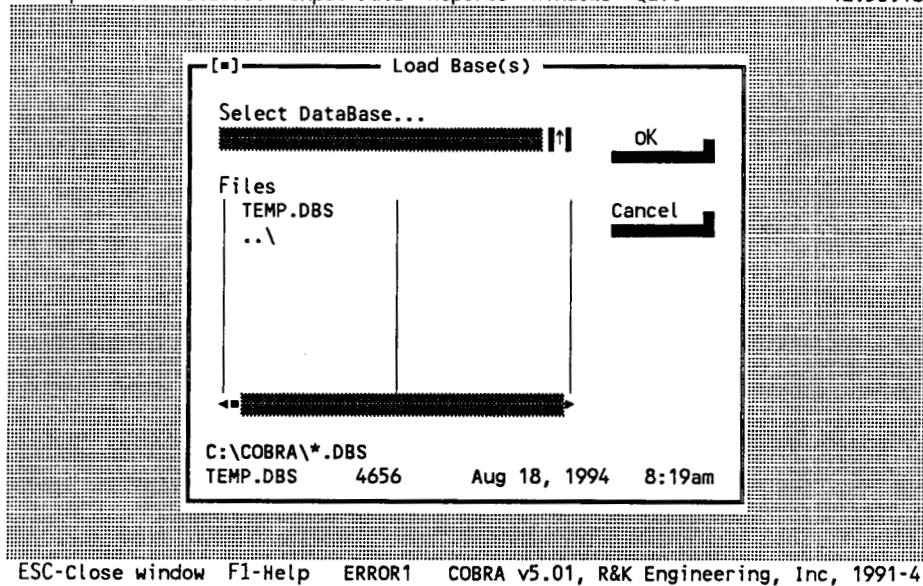 [■] Load Base(s)
Select DataBase...
↑
oK
Files
TEMP.DBS
..\
Cancel
C:\COBRA\*.DBS
TEMP.DBS 4656 Aug 18, 1994 8:19am
ESC-Close window F1-Help ERROR1 COBRA v5.01, R&K Engineering, Inc, 1991-4